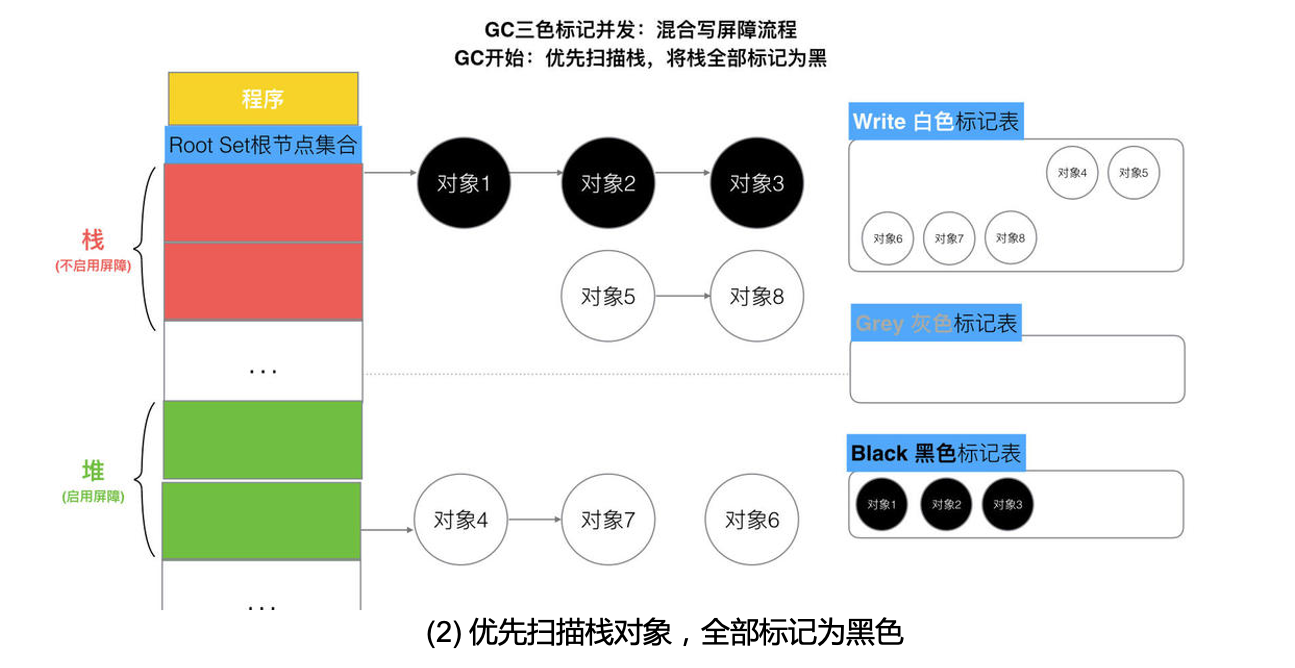 GC三色标记并发：混合写屏障流程
GC开始：优先扫描栈，将栈全部标记为黑
程序
Root Set根节点集合
栈
(不启用屏障)
...
堆
(启用屏障)
...
对象1
对象2
对象3
对象5
对象8
对象4
对象7
对象6
Write 白色标记表
对象4
对象5
对象6
对象7
对象8
Grey 灰色标记表
Black 黑色标记表
对象1
对象2
对象3
(2) 优先扫描栈对象，全部标记为黑色